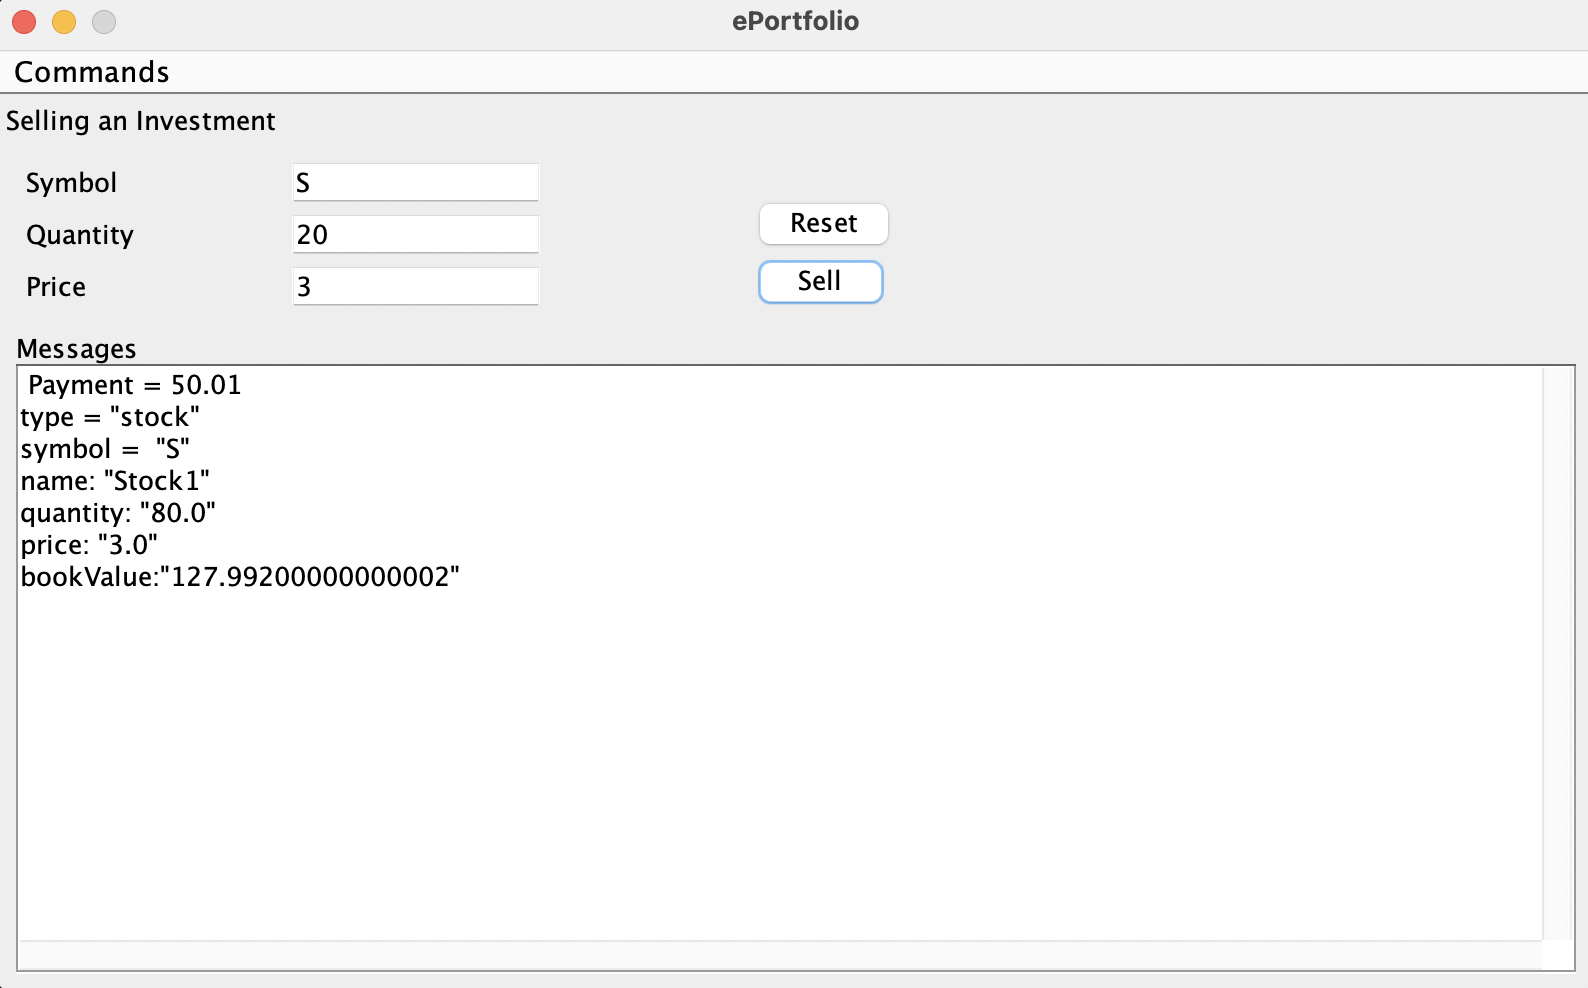 ePortfolio
Commands
Selling an Investment
Symbol S
Quantity 20
Reset
Price 3
Sell
Messages
Payment = 50.01
type = "stock"
symbol =  "S"
name: "Stock1"
quantity: "80.0"
price: "3.0"
bookValue:"127.99200000000002"